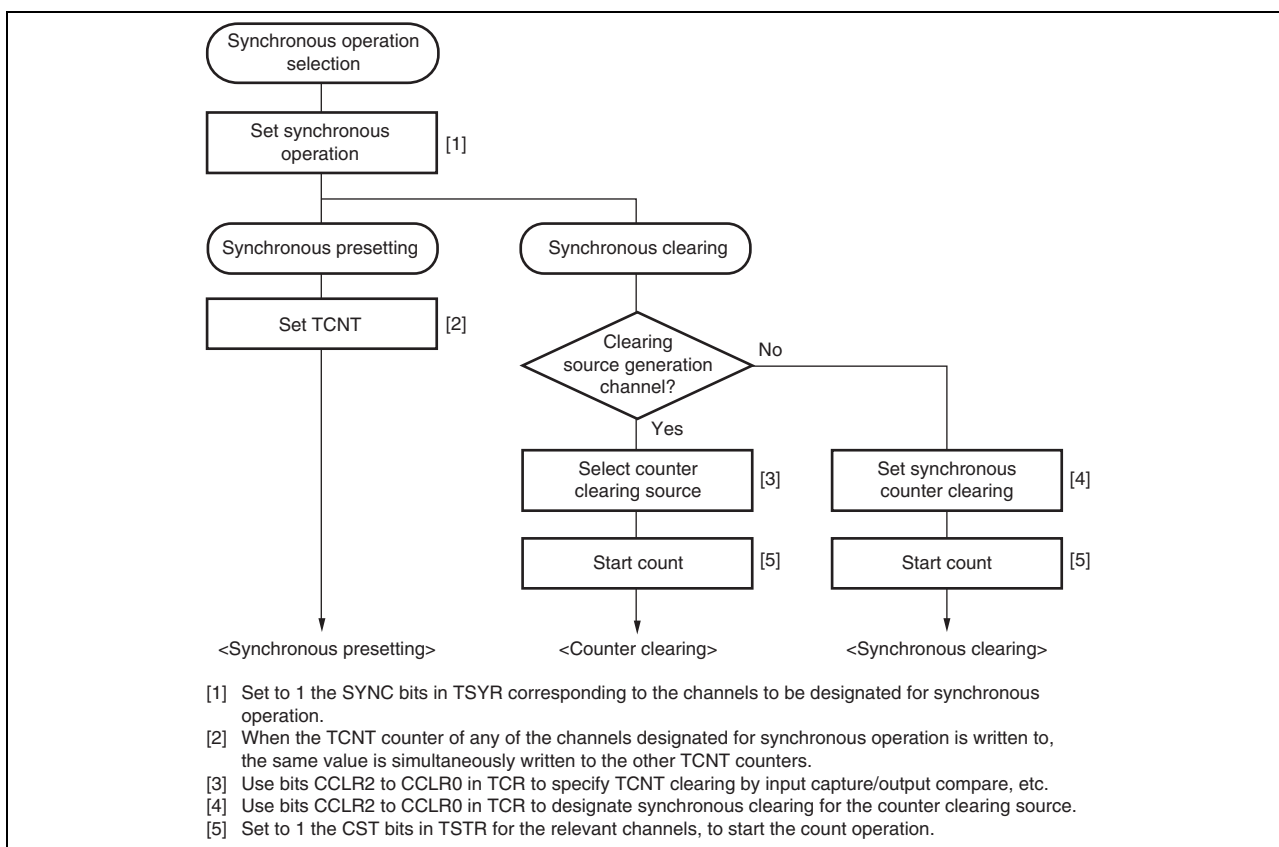 Synchronous operation
selection
Set synchronous
operation
[1]
Synchronous presetting
Synchronous clearing
Set TCNT
[2]
Clearing
source generation
channel?
No
Yes
Select counter
clearing source
[3]
Set synchronous
counter clearing
[4]
Start count
[5]
Start count
[5]
<Synchronous presetting>
<Counter clearing>
<Synchronous clearing>
[1] Set to 1 the SYNC bits in TSYR corresponding to the channels to be designated for synchronous
operation.
[2] When the TCNT counter of any of the channels designated for synchronous operation is written to,
the same value is simultaneously written to the other TCNT counters.
[3] Use bits CCLR2 to CCLR0 in TCR to specify TCNT clearing by input capture/output compare, etc.
[4] Use bits CCLR2 to CCLR0 in TCR to designate synchronous clearing for the counter clearing source.
[5] Set to 1 the CST bits in TSTR for the relevant channels, to start the count operation.